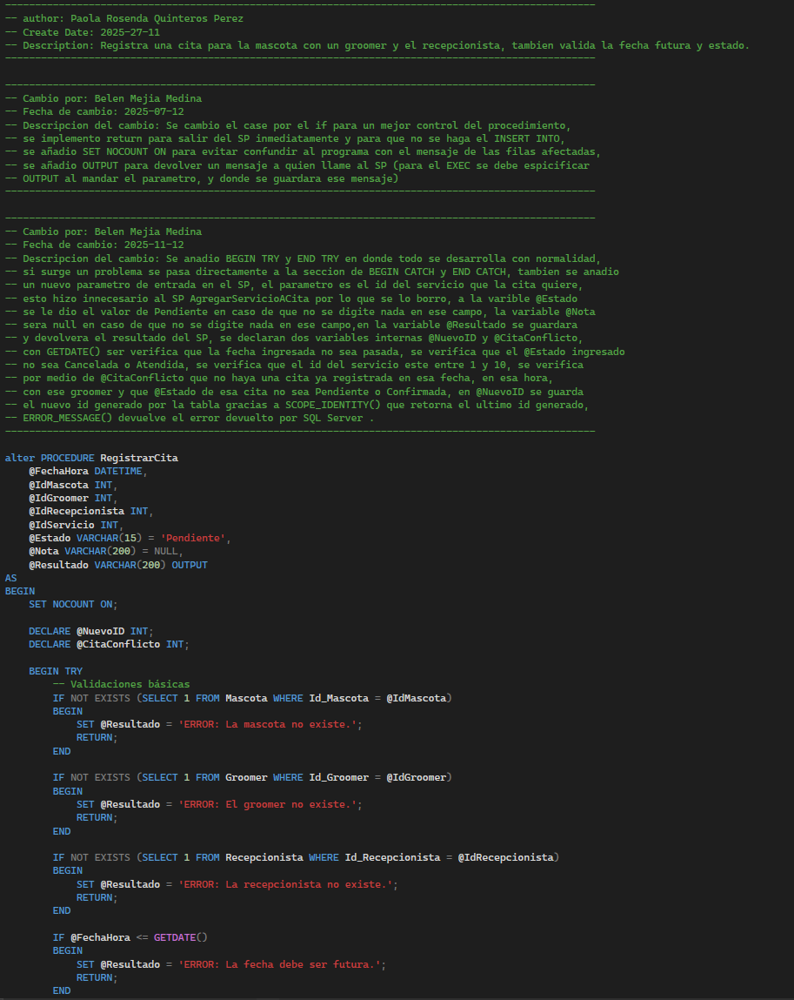 ---------------------------------------------------------------------------------------------------
-- author: Paola Rosenda Quinteros Perez
-- Create Date: 2025-27-11
-- Description: Registra una cita para la mascota con un groomer y el recepcionista, tambien valida la fecha futura y estado.
---------------------------------------------------------------------------------------------------

---------------------------------------------------------------------------------------------------
-- Cambio por: Belen Mejia Medina
-- Fecha de cambio: 2025-07-12
-- Descripcion del cambio: Se cambio el case por el if para un mejor control del procedimiento,
-- se implemento return para salir del SP inmediatamente y para que no se haga el INSERT INTO,
-- se añadio SET NOCOUNT ON para evitar confundir al programa con el mensaje de las filas afectadas,
-- se añadio OUTPUT para devolver un mensaje a quien llame al SP (para el EXEC se debe espicificar
-- OUTPUT al mandar el parametro, y donde se guardara ese mensaje)
---------------------------------------------------------------------------------------------------

---------------------------------------------------------------------------------------------------
-- Cambio por: Belen Mejia Medina
-- Fecha de cambio: 2025-11-12
-- Descripcion del cambio: Se anadio BEGIN TRY y END TRY en donde todo se desarrolla con normalidad,
-- si surge un problema se pasa directamente a la seccion de BEGIN CATCH y END CATCH, tambien se anadio
-- un nuevo parametro de entrada en el SP, el parametro es el id del servicio que la cita quiere,
-- esto hizo innecesario al SP AgregarServicioACita por lo que se lo borro, a la varible @Estado
-- se le dio el valor de Pendiente en caso de que no se digite nada en ese campo, la variable @Nota
-- sera null en caso de que no se digite nada en ese campo,en la variable @Resultado se guardara
-- y devolvera el resultado del SP, se declaran dos variables internas @NuevoID y @CitaConflicto,
-- con GETDATE() ser verifica que la fecha ingresada no sea pasada, se verifica que el @Estado ingresado
-- no sea Cancelada o Atendida, se verifica que el id del servicio este entre 1 y 10, se verifica
-- por medio de @CitaConflicto que no haya una cita ya registrada en esa fecha, en esa hora,
-- con ese groomer y que @Estado de esa cita no sea Pendiente o Confirmada, en @NuevoID se guarda
-- el nuevo id generado por la tabla gracias a SCOPE_IDENTITY() que retorna el ultimo id generado,
-- ERROR_MESSAGE() devuelve el error devuelto por SQL Server .
---------------------------------------------------------------------------------------------------

alter PROCEDURE RegistrarCita
    @FechaHora DATETIME,
    @IdMascota INT,
    @IdGroomer INT,
    @IdRecepcionista INT,
    @IdServicio INT,
    @Estado VARCHAR(15) = 'Pendiente',
    @Nota VARCHAR(200) = NULL,
    @Resultado VARCHAR(200) OUTPUT
AS
BEGIN
    SET NOCOUNT ON;

    DECLARE @NuevoID INT;
    DECLARE @CitaConflicto INT;

    BEGIN TRY
        -- Validaciones básicas
        IF NOT EXISTS (SELECT 1 FROM Mascota WHERE Id_Mascota = @IdMascota)
        BEGIN
            SET @Resultado = 'ERROR: La mascota no existe.';
            RETURN;
        END

        IF NOT EXISTS (SELECT 1 FROM Groomer WHERE Id_Groomer = @IdGroomer)
        BEGIN
            SET @Resultado = 'ERROR: El groomer no existe.';
            RETURN;
        END

        IF NOT EXISTS (SELECT 1 FROM Recepcionista WHERE Id_Recepcionista = @IdRecepcionista)
        BEGIN
            SET @Resultado = 'ERROR: La recepcionista no existe.';
            RETURN;
        END

        IF @FechaHora <= GETDATE()
        BEGIN
            SET @Resultado = 'ERROR: La fecha debe ser futura.';
            RETURN;
        END